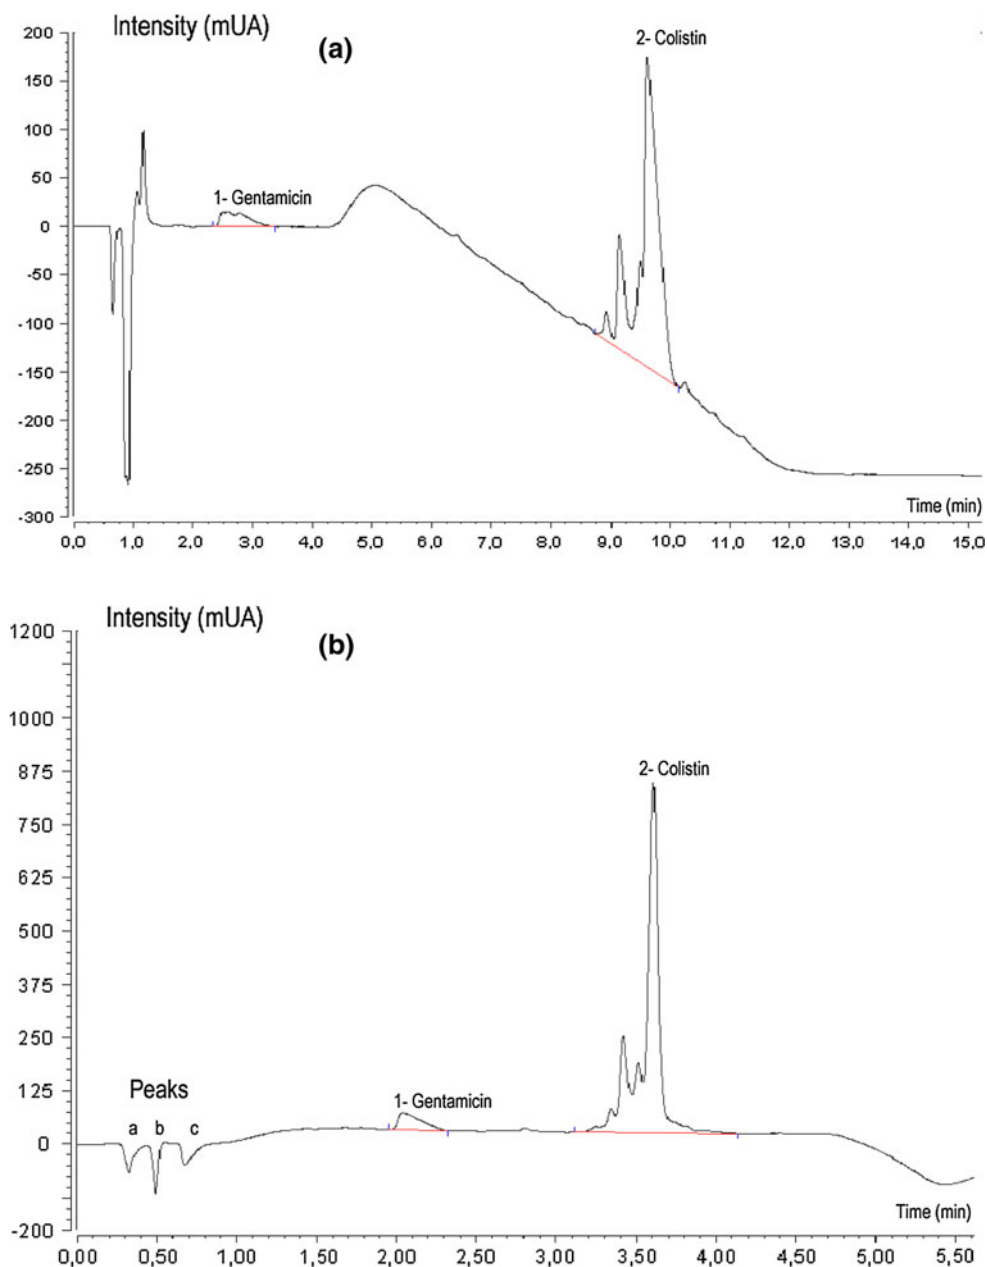 Intensity (mUA)
(a)
2- Colistin
1- Gentamicin
200
150
100
50
0
-50
-100
-150
-200
-250
-300
Time (min)
0,0 1,0 2,0 3,0 4,0 5,0 6,0 7,0 8,0 9,0 10,0 11,0 12,0 13,0 14,0 15,0
Intensity (mUA)
(b)
2- Colistin
1- Gentamicin
Peaks
a b c
1200
1000
875
750
625
500
375
250
125
0
-200
Time (min)
0,00 0,50 1,00 1,50 2,00 2,50 3,00 3,50 4,00 4,50 5,00 5,50